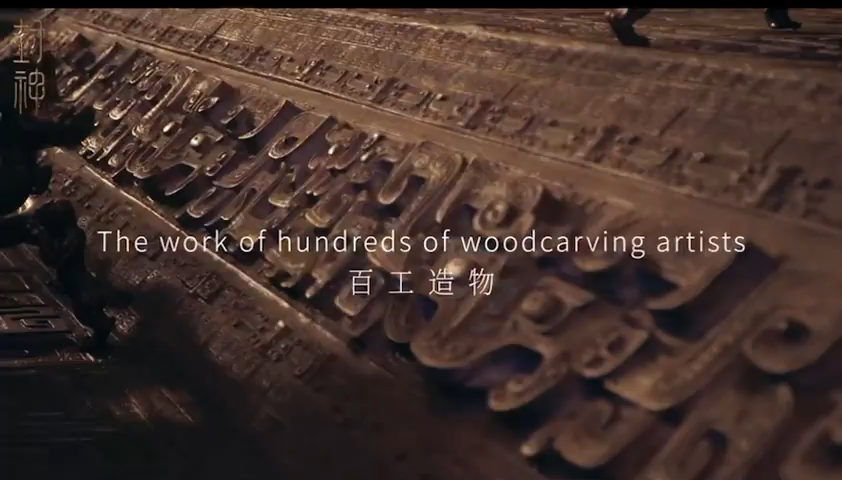 封神
The work of hundreds of woodcarving artists
百工造物